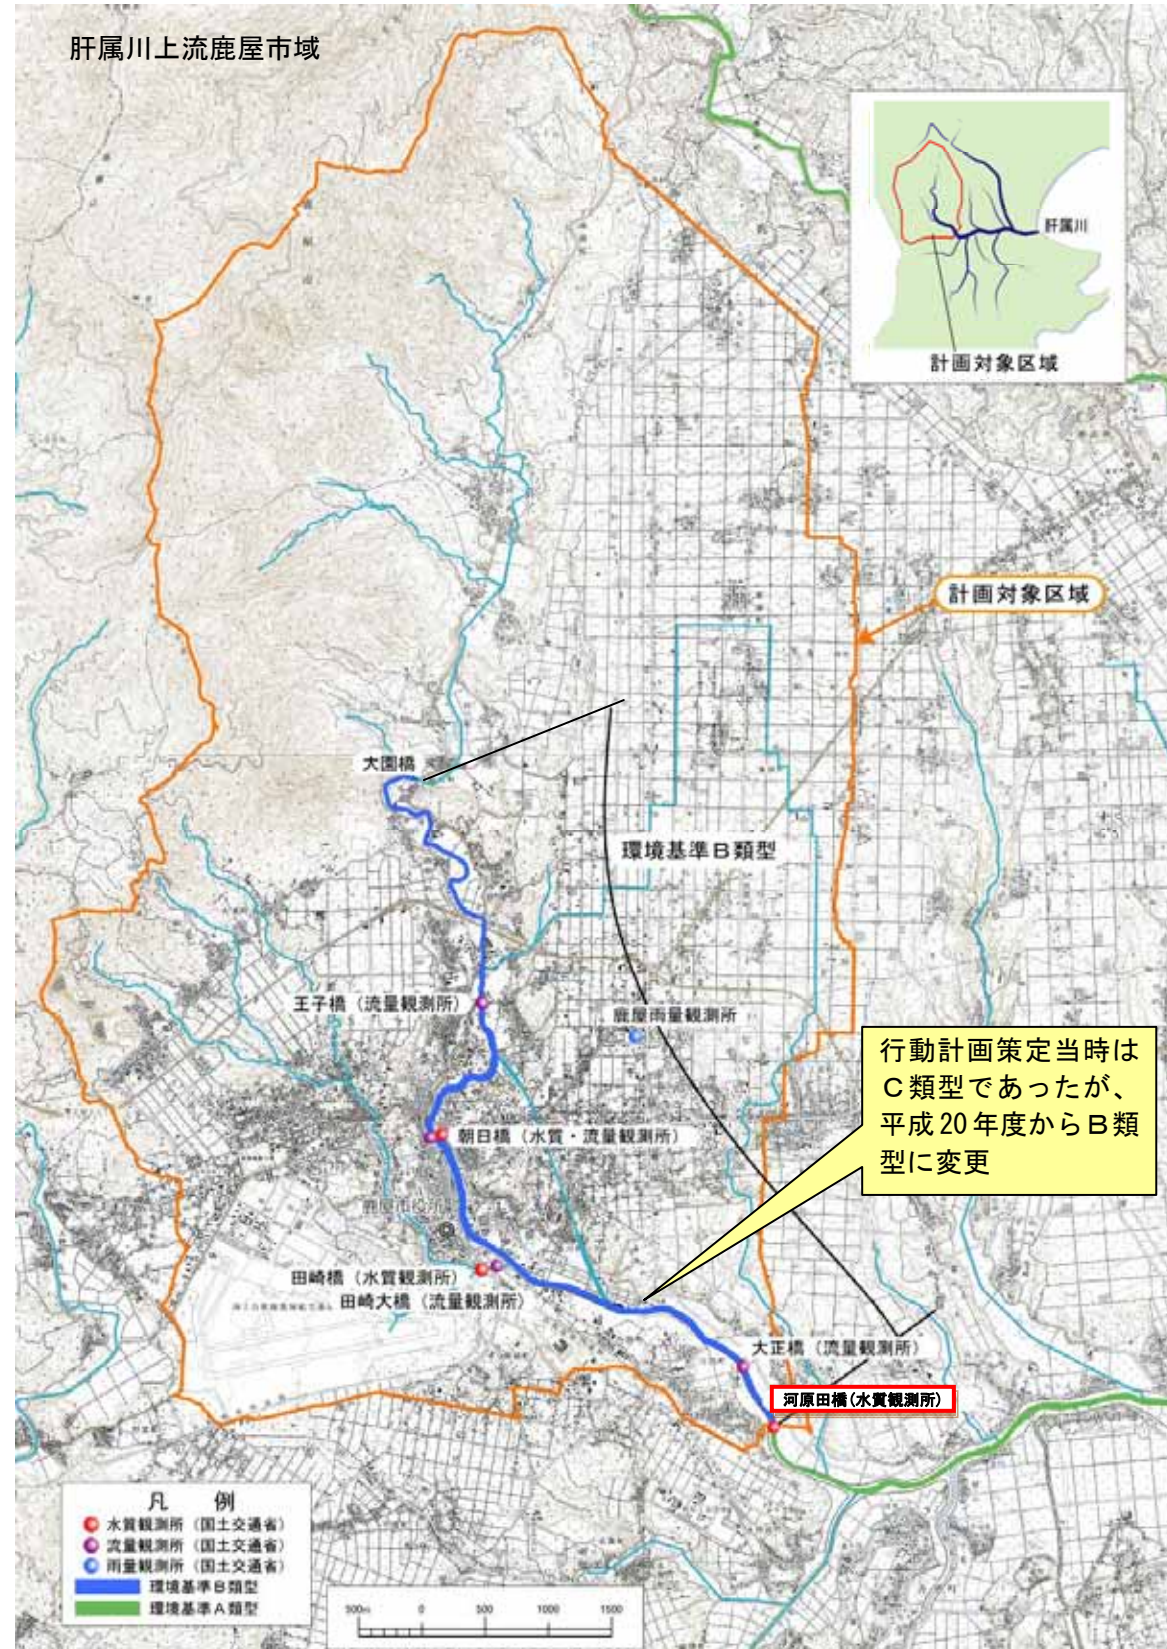 肝属川上流鹿屋市域
肝属川
計画対象区域
計画対象区域
大園橋
環境基準B類型
王子橋（流量観測所）
鹿屋雨量観測所
行動計画策定当時は
C類型であったが、
平成20年度からB類
型に変更
朝日橋（水質・流量観測所）
鹿屋市役所
田崎橋（水質観測所）
田崎大橋（流量観測所）
大正橋（流量観測所）
河原田橋(水質観測所)
凡　例
水質観測所（国土交通省）
流量観測所（国土交通省）
雨量観測所（国土交通省）
環境基準B類型
環境基準A類型
500m 0 500 1000 1500